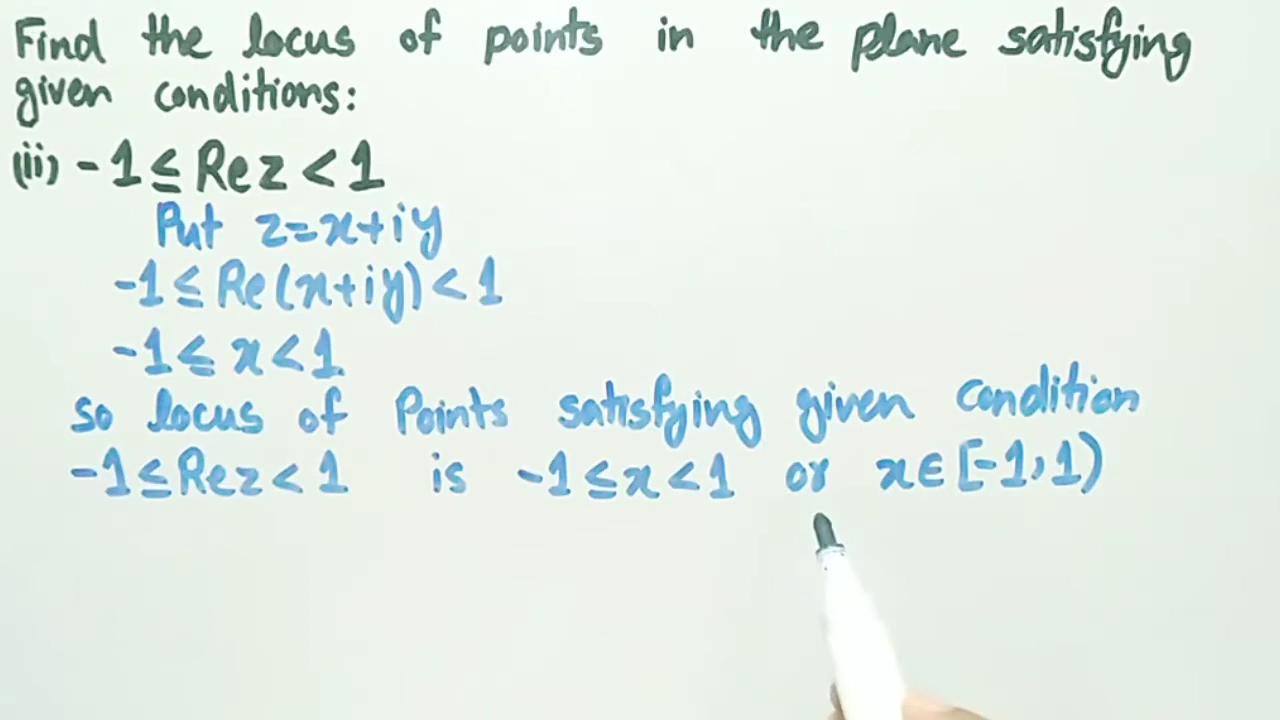 Find the locus of points in the plane satisfying
given conditions:
(ii) -1 ≤ Re z < 1
Put z=x+iy
-1 ≤ Re(x+iy) < 1
-1 ≤ x < 1
So locus of Points satisfying given condition
-1 ≤ Re z < 1 is -1 ≤ x < 1 or x ∈ [-1, 1)